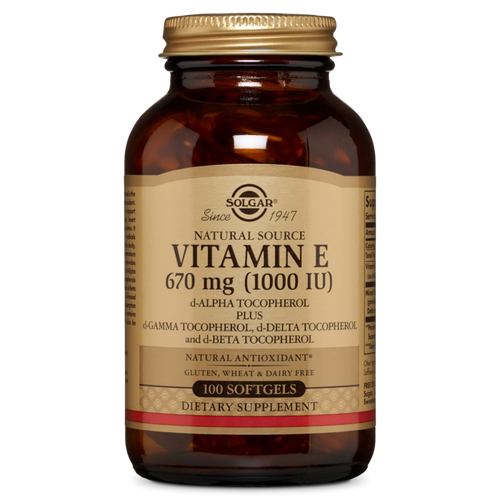 SOLGAR®
Since 1947
NATURAL SOURCE
VITAMIN E
670 mg (1000 IU)
d-ALPHA TOCOPHEROL
PLUS
d-GAMMA TOCOPHEROL, d-DELTA TOCOPHEROL
and d-BETA TOCOPHEROL
NATURAL ANTIOXIDANT*
GLUTEN, WHEAT & DAIRY FREE
100 SOFTGELS
DIETARY SUPPLEMENT